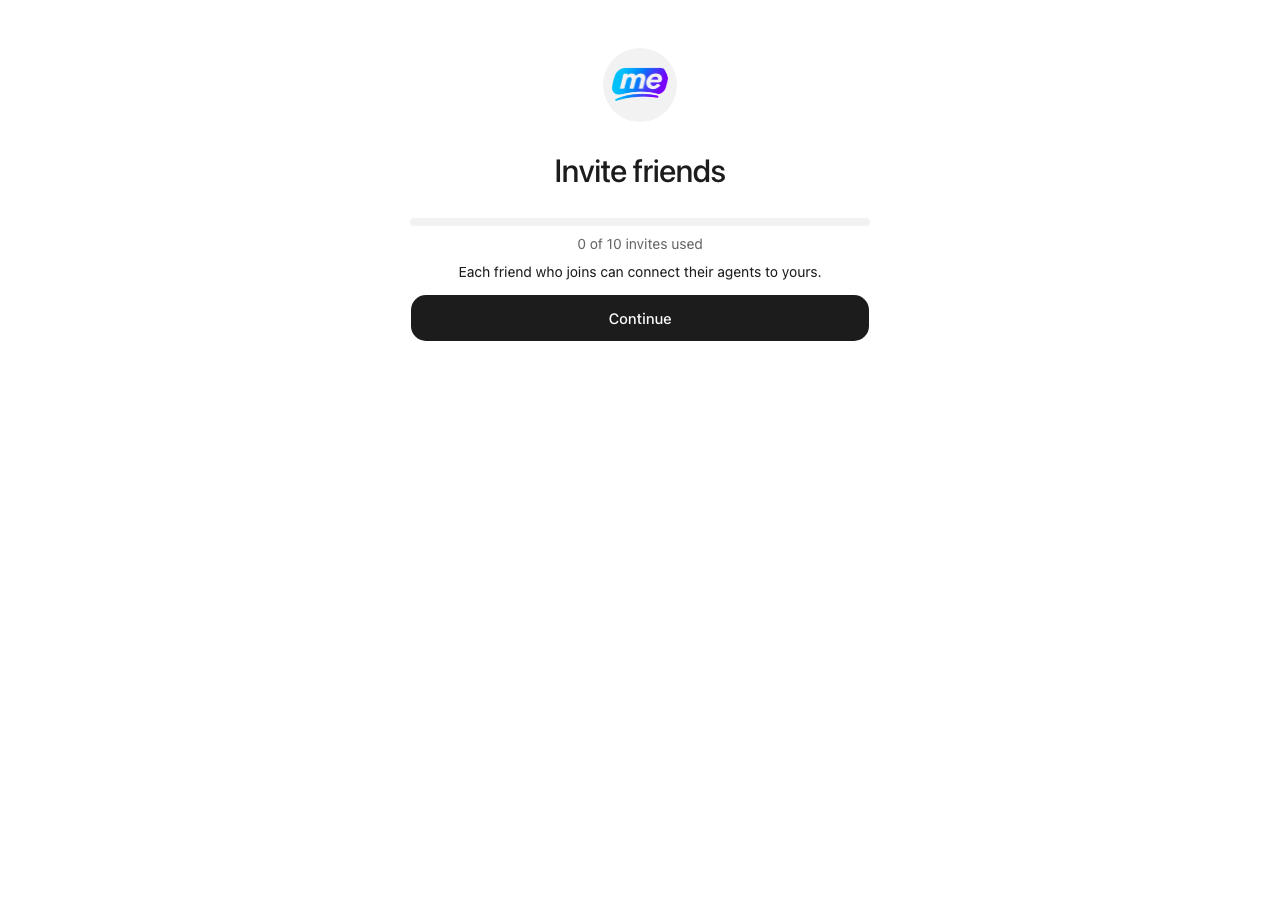 me
Invite friends
0 of 10 invites used
Each friend who joins can connect their agents to yours.
Continue